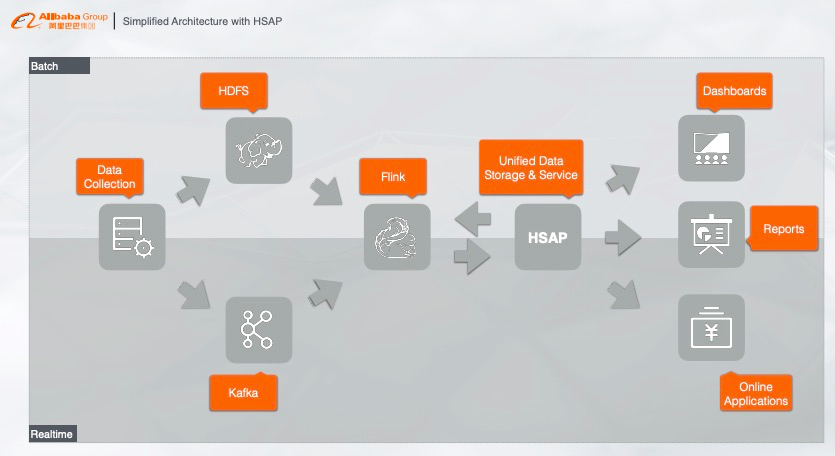 Alibaba Group
阿里巴巴集团
Simplified Architecture with HSAP
Batch
HDFS
Dashboards
Data
Collection
Flink
Unified Data
Storage & Service
HSAP
Reports
¥
Kafka
Online
Applications
Realtime